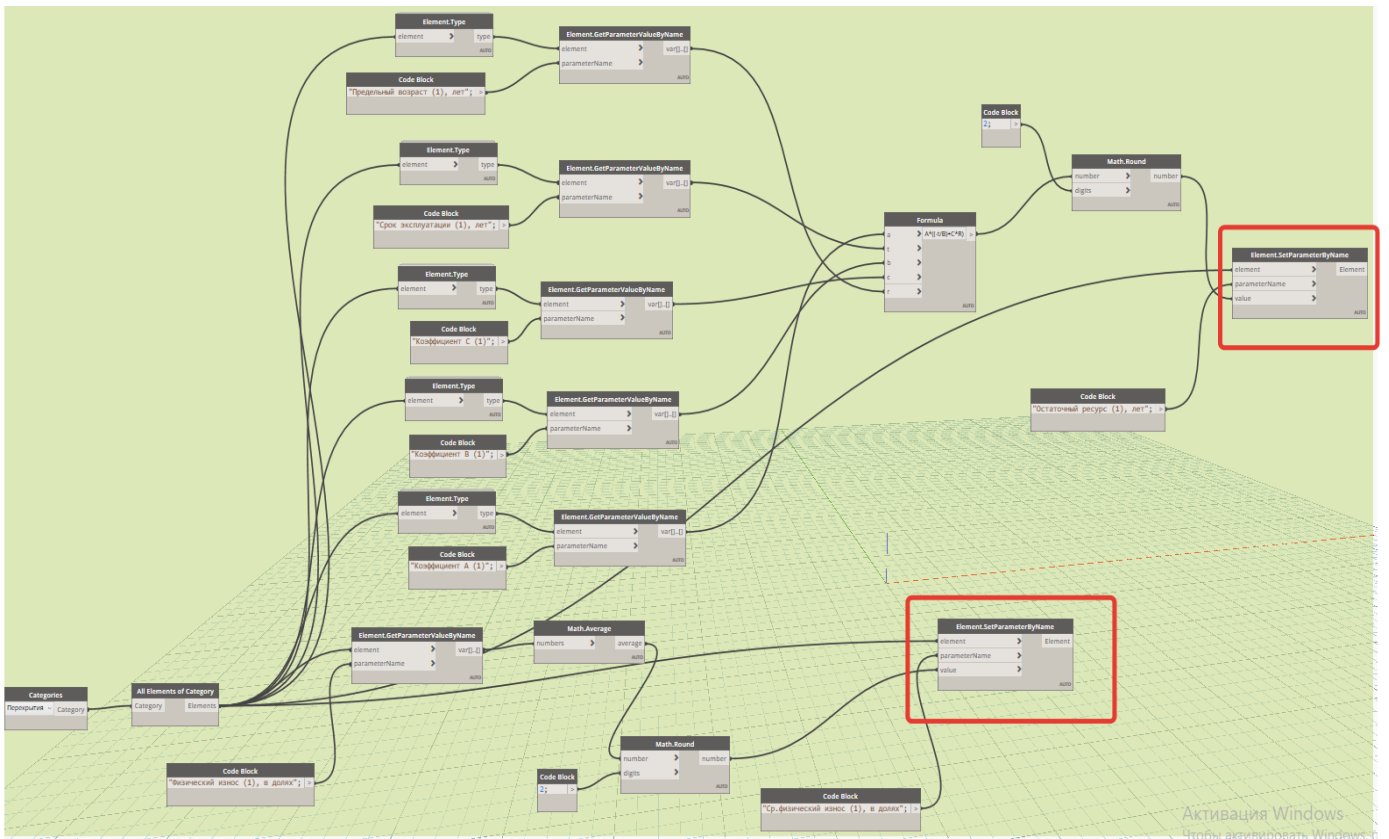 Element.Type
element > type
AUTO
Element.GetParameterValueByName
element > var[]..[]
parameterName >
AUTO
Code Block
"Предельный возраст (1), лет"; >
Code Block
2; >
Element.Type
element > type
AUTO
Element.GetParameterValueByName
element > var[]..[]
parameterName >
AUTO
Math.Round
number > number
digits >
AUTO
Code Block
"Срок эксплуатации (1), лет"; >
Formula
a > A*((-t/B)+C*R) >
t >
b >
c >
r >
AUTO
Element.SetParameterByName
element > Element
parameterName >
value >
AUTO
Element.Type
element > type
AUTO
Element.GetParameterValueByName
element > var[]..[]
parameterName >
AUTO
Code Block
"Коэффициент С (1)"; >
Element.Type
element > type
AUTO
Element.GetParameterValueByName
element > var[]..[]
parameterName >
AUTO
Code Block
"Остаточный ресурс (1), лет"; >
Code Block
"Коэффициент В (1)"; >
Element.Type
element > type
AUTO
Element.GetParameterValueByName
element > var[]..[]
parameterName >
AUTO
Code Block
"Коэффициент А (1)"; >
Element.GetParameterValueByName
element > var[]..[]
parameterName >
AUTO
Math.Average
numbers > average
AUTO
Element.SetParameterByName
element > Element
parameterName >
value >
AUTO
Categories
Перекрытия Category
All Elements of Category
Category > Elements
AUTO
Math.Round
number > number
digits >
AUTO
Code Block
"Физический износ (1), в долях"; >
Code Block
2; >
Code Block
"Ср.физический износ (1), в долях"; >
Активация Windows
Чтобы активировать Windows,